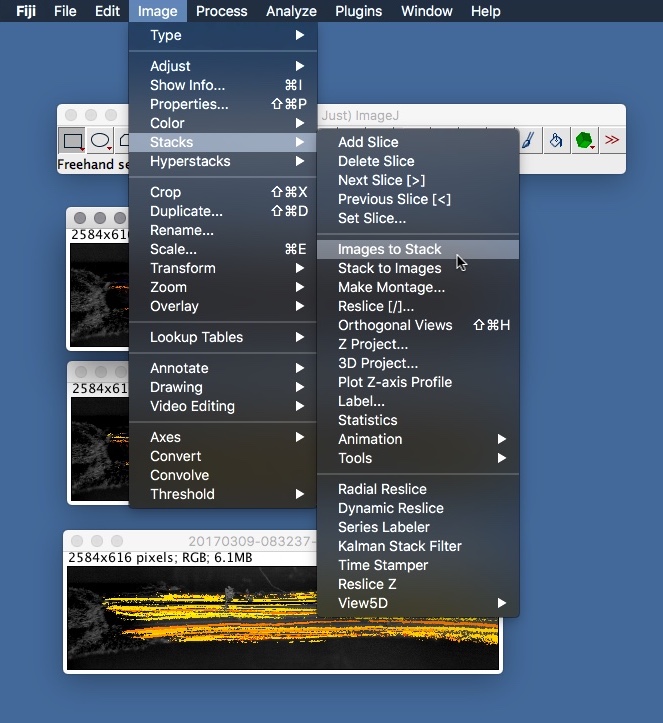 Fiji File Edit Image Process Analyze Plugins Window Help
Type
Adjust
Show Info... ⌘I
Properties... ⇧⌘P
Color
Stacks
Hyperstacks
Crop ⇧⌘X
Duplicate... ⇧⌘D
Rename...
Scale... ⌘E
Transform
Zoom
Overlay
Lookup Tables
Annotate
Drawing
Video Editing
Axes
Convert
Convolve
Threshold
Just) ImageJ
>>
Freehand se
Add Slice
Delete Slice
Next Slice [>]
Previous Slice [<]
Set Slice...
Images to Stack
Stack to Images
Make Montage...
Reslice [/]...
Orthogonal Views ⇧⌘H
Z Project...
3D Project...
Plot Z-axis Profile
Label...
Statistics
Animation
Tools
Radial Reslice
Dynamic Reslice
Series Labeler
Kalman Stack Filter
Time Stamper
Reslice Z
View5D
2584x61
2584x61
20170309-083237-
2584x616 pixels; RGB; 6.1MB